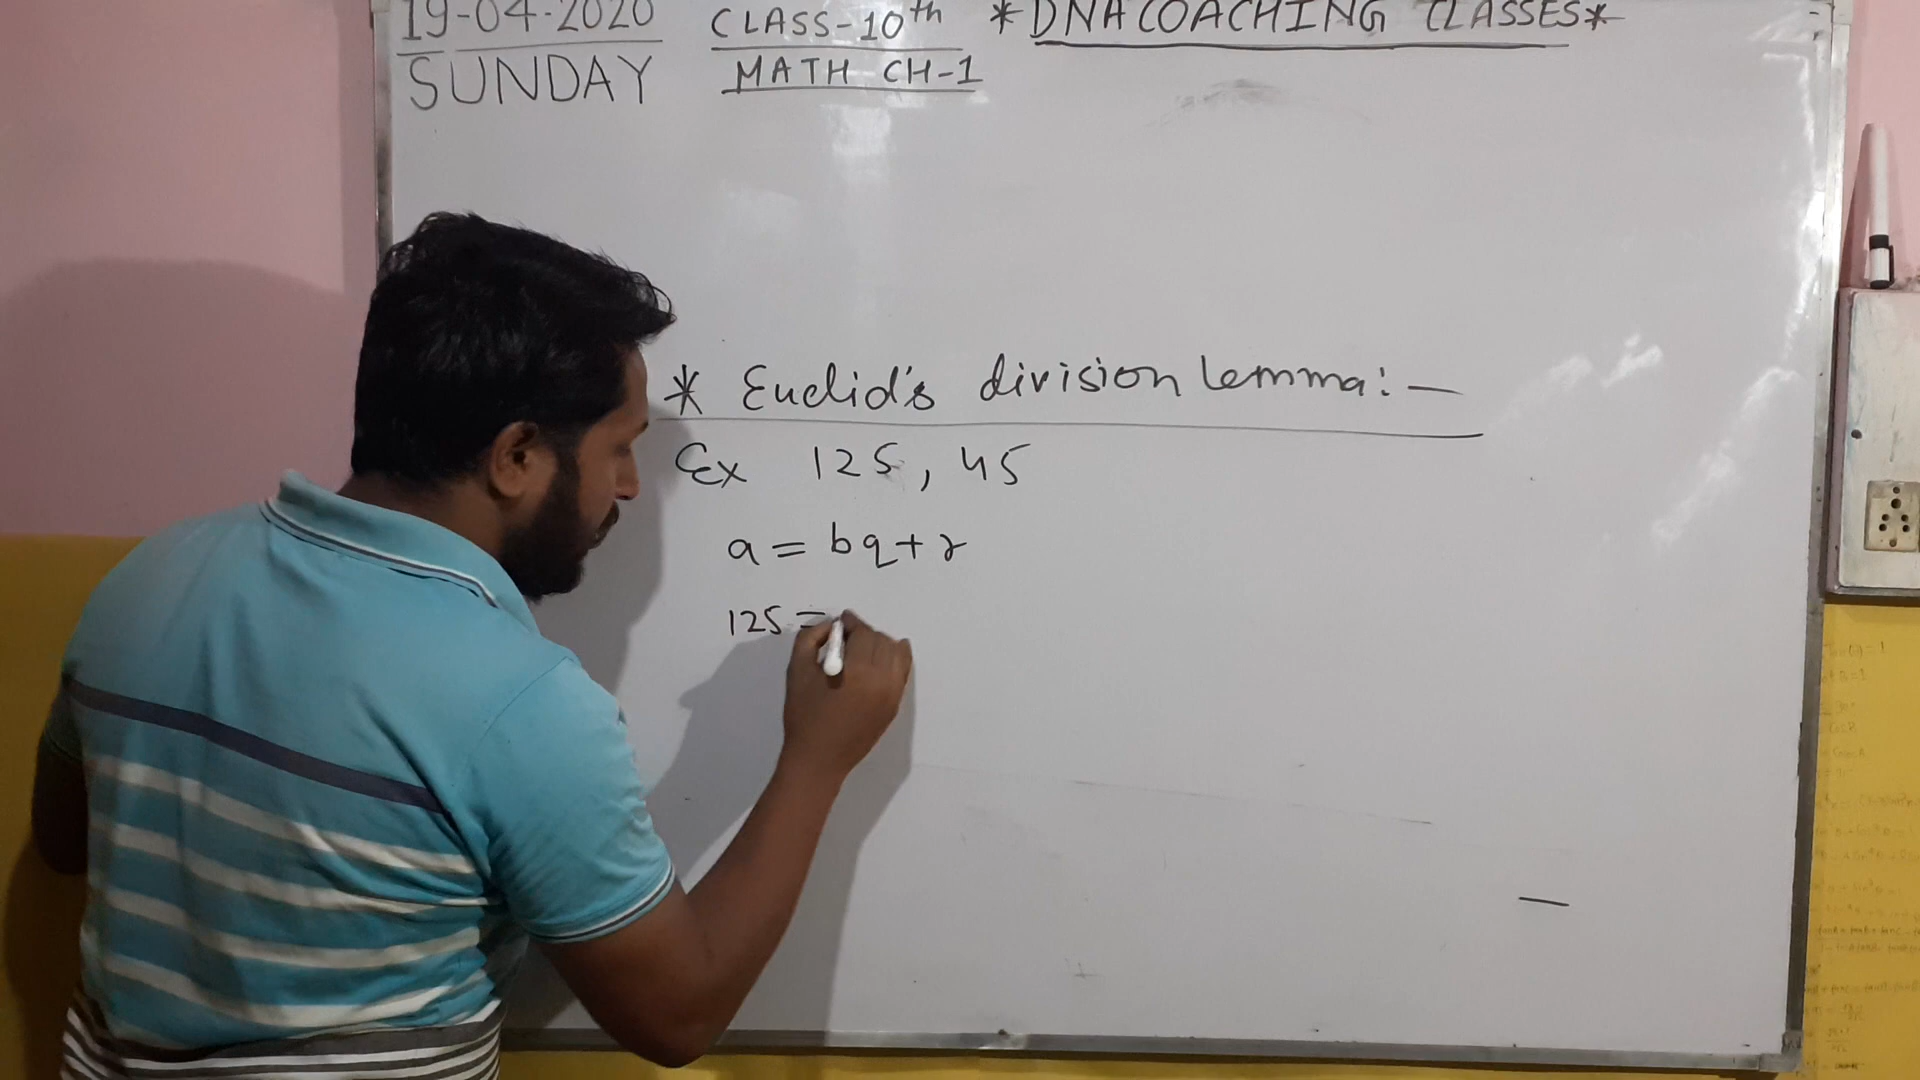 19-04-2020 CLASS-10th *DNA COACHING CLASSES*
SUNDAY MATH CH-1
* Euclid's division lemma:-
Ex 125, 45
a = bq+r
125 =